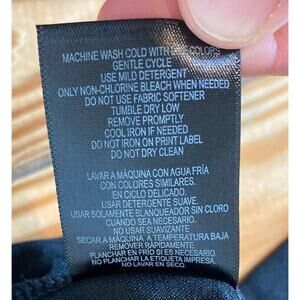 MACHINE WASH COLD WITH LIKE COLORS
GENTLE CYCLE
USE MILD DETERGENT
ONLY NON-CHLORINE BLEACH WHEN NEEDED
DO NOT USE FABRIC SOFTENER
TUMBLE DRY LOW
REMOVE PROMPTLY
COOL IRON IF NEEDED
DO NOT IRON ON PRINT LABEL
DO NOT DRY CLEAN
LAVAR A MÁQUINA CON AGUA FRÍA
CON COLORES SIMILARES.
EN CICLO DELICADO.
USAR DETERGENTE SUAVE.
USAR SOLAMENTE BLANQUEADOR SIN CLORO
CUANDO SEA NECESARIO.
NO USAR SUAVIZANTE
SECAR A MÁQUINA A TEMPERATURA BAJA
REMOVER RÁPIDAMENTE.
PLANCHAR EN FRÍO SI ES NECESARIO.
NO PLANCHAR LA ETIQUETA IMPRESA.
NO LAVAR EN SECO.